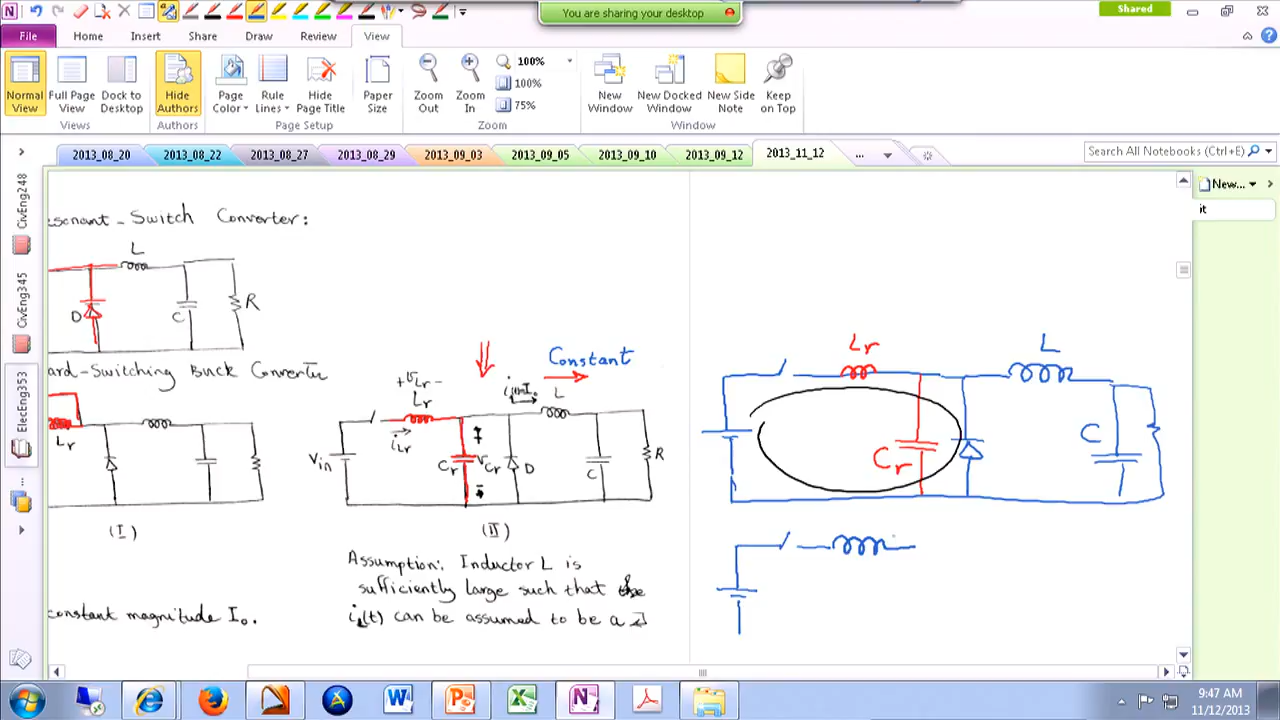 You are sharing your desktop
Shared
File Home Insert Share Draw Review View
Normal View
Full Page View
Dock to Desktop
Hide Authors
Page Color
Rule Lines
Hide Page Title
Paper Size
Zoom Out
Zoom In
100%
100%
75%
New Window
New Docked Window
New Side Note
Keep on Top
Views Authors Page Setup Zoom Window
2013_08_20 2013_08_22 2013_08_27 2013_08_29 2013_09_03 2013_09_05 2013_09_10 2013_09_12 2013_11_12 ...
Search All Notebooks (Ctrl+E)
New...
it
CivEng248
CivEng345
ElecEng353
esonant - Switch Converter:
L
D C R
ard-Switching Buck Converter
Lr
(I)
Constant
+ VLr -
Lr
iLr
L
Vin
Cr
+
VCr
-
D C R
(II)
Assumption: Inductor L is
sufficiently large such that the
iL(t) can be assumed to be a
constant magnitude Io.
Lr L
Cr C
9:47 AM
11/12/2013